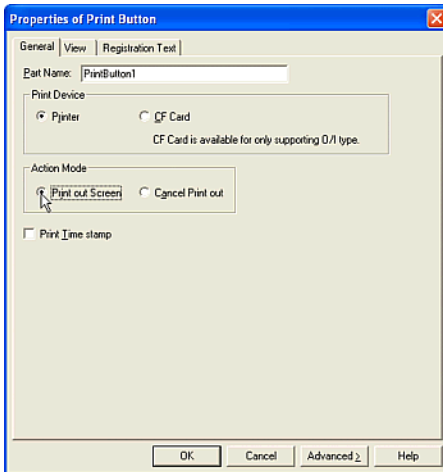 Properties of Print Button
General View Registration Text
Part Name: PrintButton1
Print Device
Printer CF Card
CF Card is available for only supporting O/I type.
Action Mode
Print out Screen Cancel Print out
Print Time stamp
OK Cancel Advanced > Help